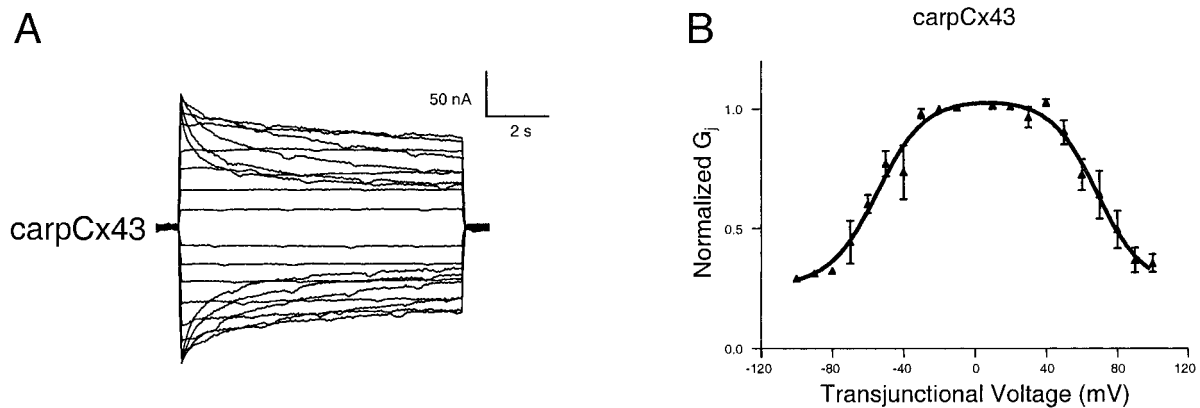 A
50 nA
2 s
carpCx43
B
carpCx43
Normalized Gj
1.0
0.5
0.0
-120
-80
-40
0
40
80
120
Transjunctional Voltage (mV)